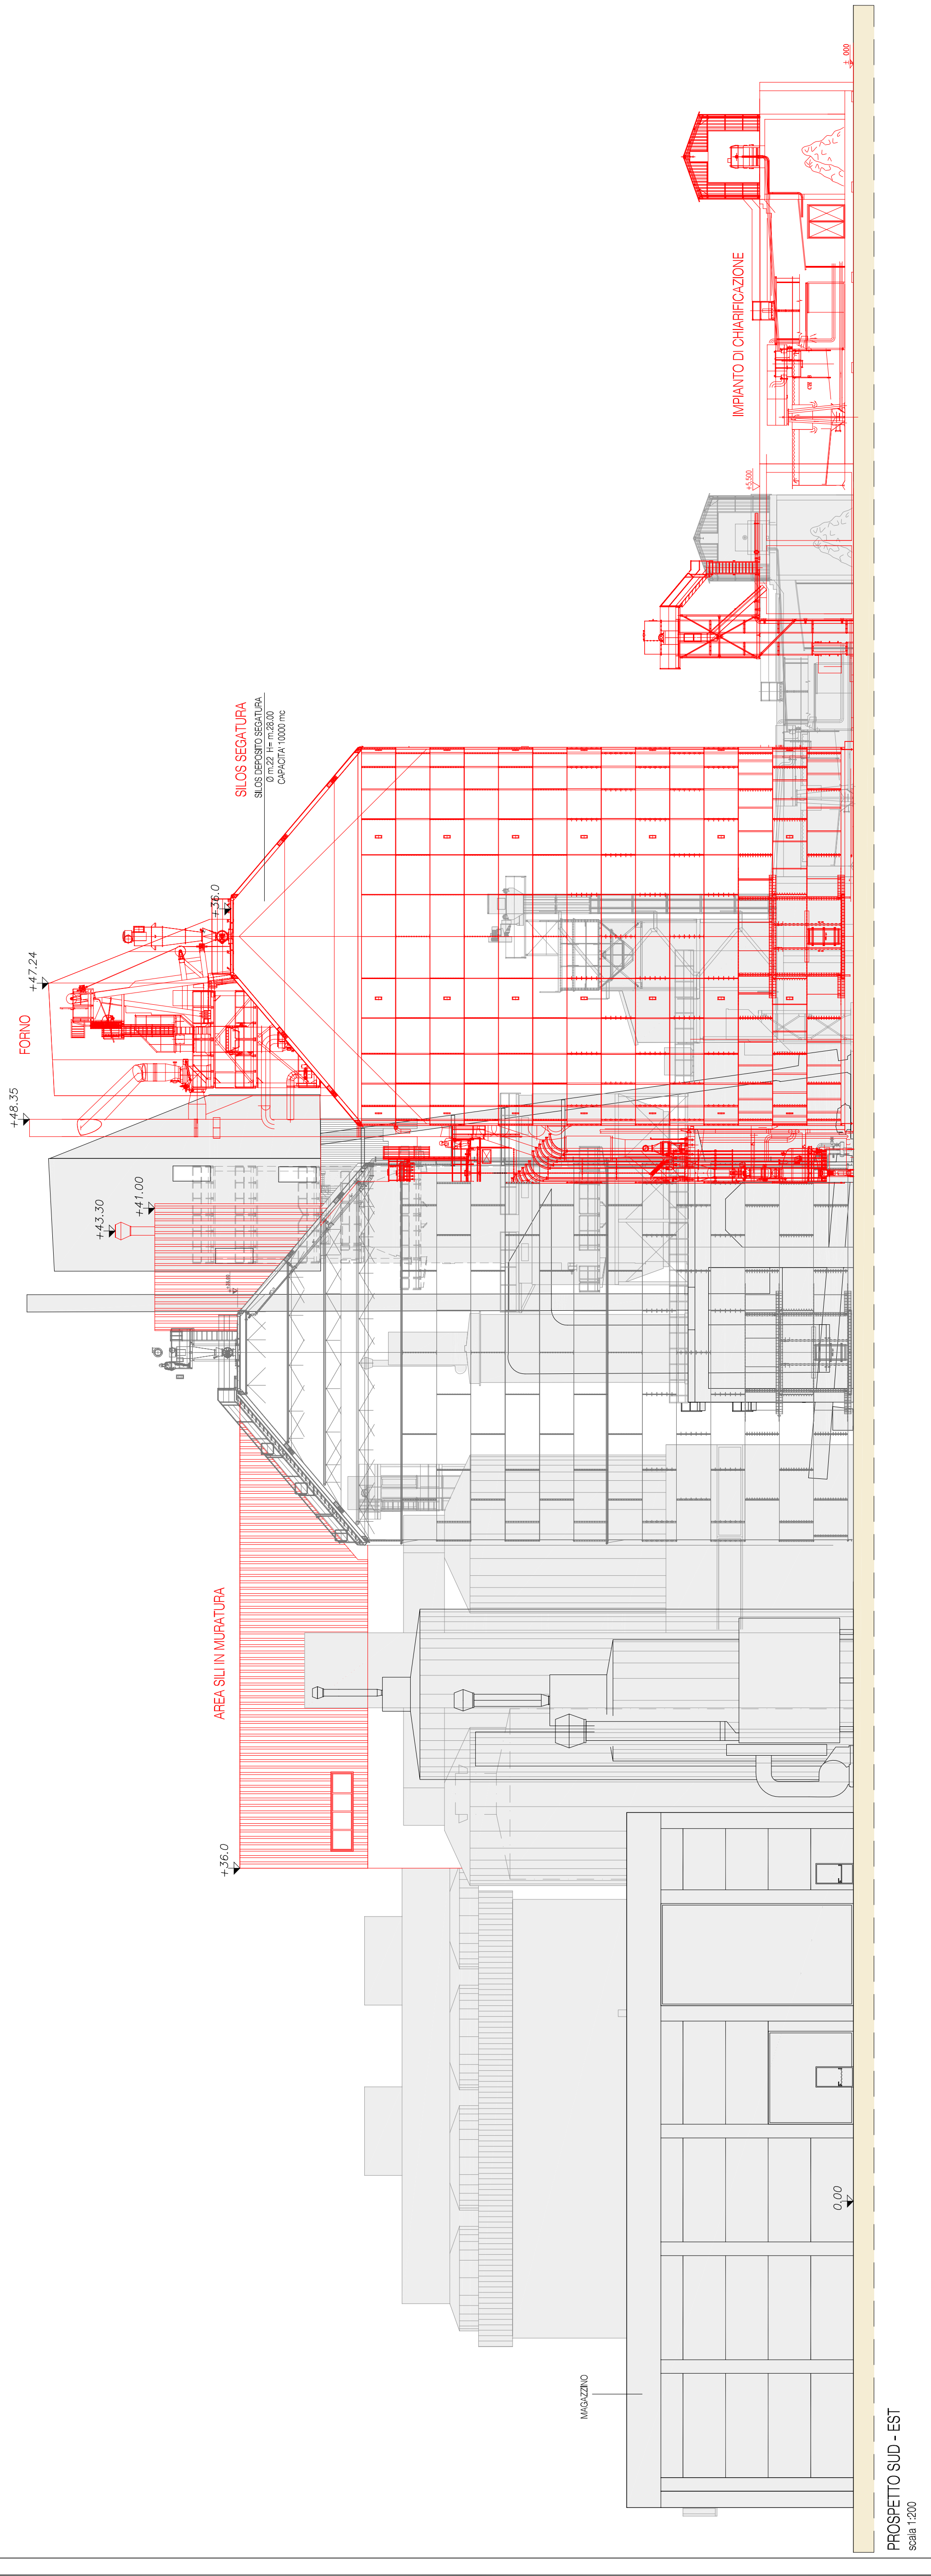 +48.35
FORNO
+47.24
+43.30
+41.00
SILOS SEGATURA
SILOS DEPOSITO SEGATURA
Ø m.22 H= m.28.00
CAPACITA' 10000 mc
+36.0
AREA SILI IN MURATURA
+36.0
IMPIANTO DI CHIARIFICAZIONE
+5,500
MAGAZZINO
0,00
PROSPETTO SUD - EST
scala 1:200